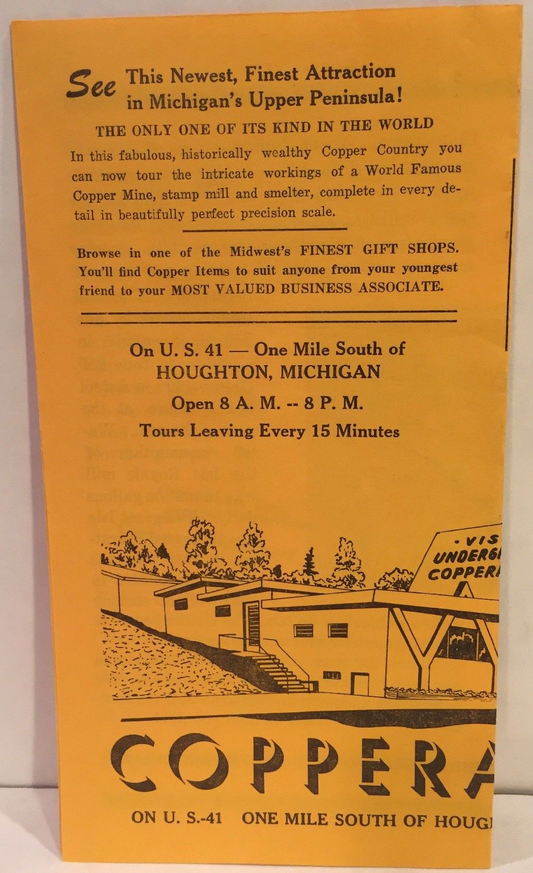 See This Newest, Finest Attraction
in Michigan's Upper Peninsula!
THE ONLY ONE OF ITS KIND IN THE WORLD
In this fabulous, historically wealthy Copper Country you
can now tour the intricate workings of a World Famous
Copper Mine, stamp mill and smelter, complete in every de-
tail in beautifully perfect precision scale.
Browse in one of the Midwest's FINEST GIFT SHOPS.
You'll find Copper Items to suit anyone from your youngest
friend to your MOST VALUED BUSINESS ASSOCIATE.
On U. S. 41 — One Mile South of
HOUGHTON, MICHIGAN
Open 8 A. M. -- 8 P. M.
Tours Leaving Every 15 Minutes
· VIS
UNDERG
COPPER
COPPERA
ON U. S.-41 ONE MILE SOUTH OF HOUG